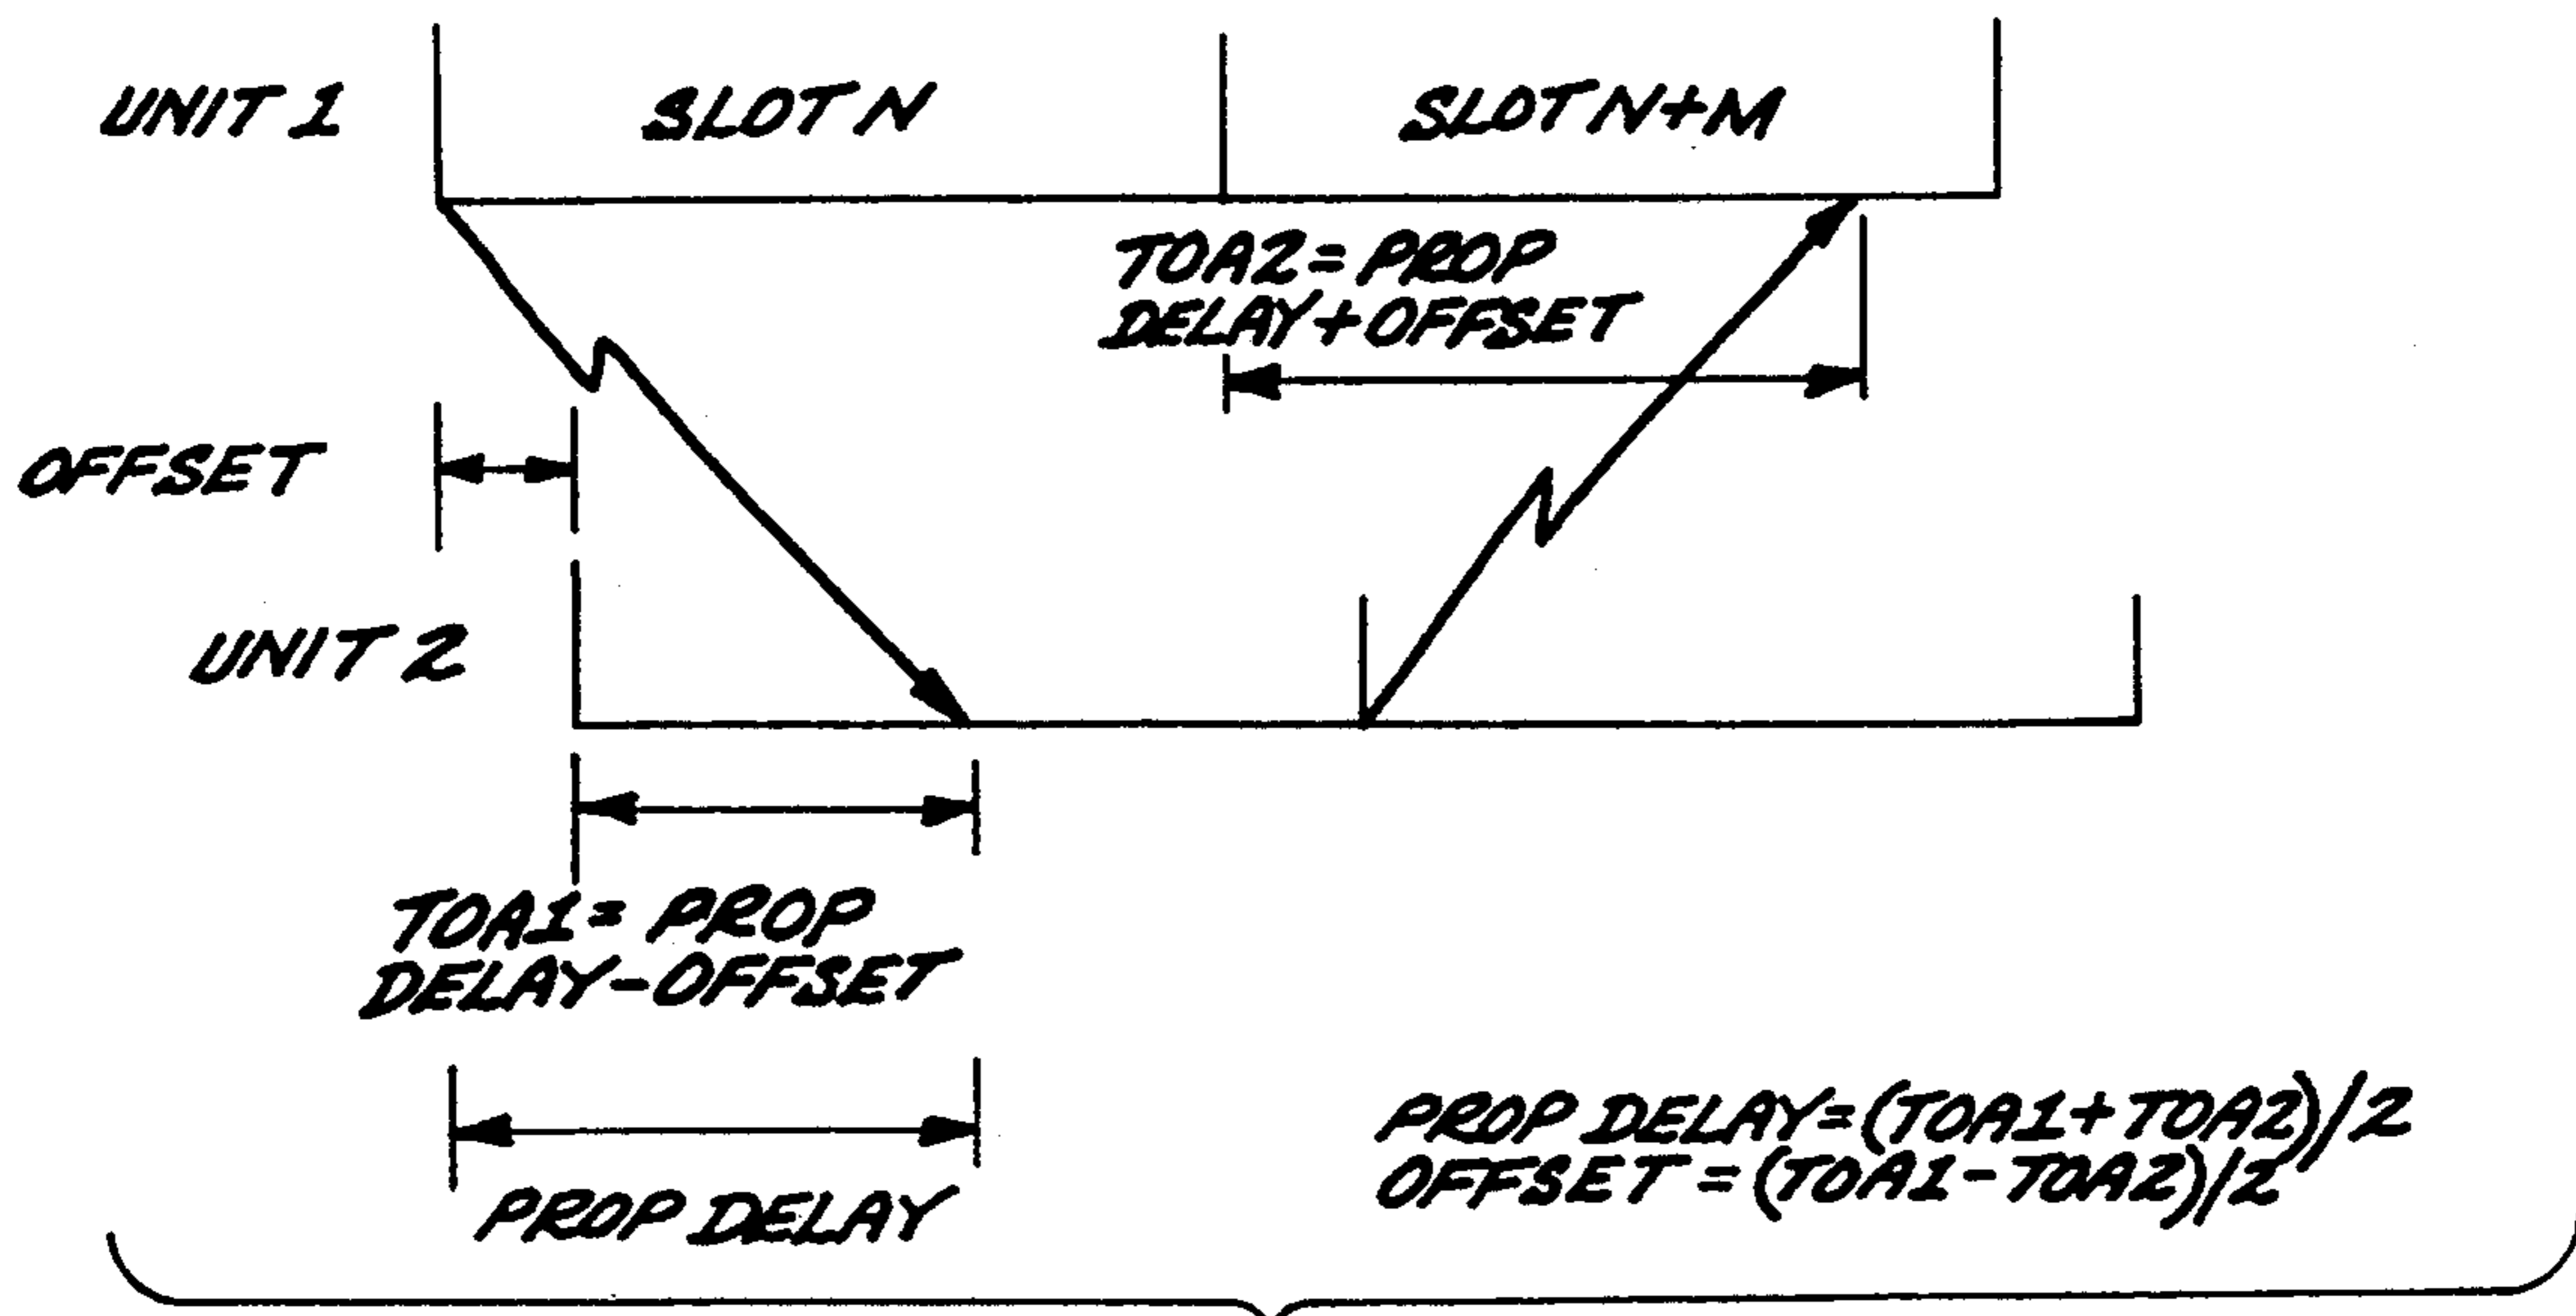 UNIT 1
SLOT N
SLOT N+M
TOA2= PROP
DELAY+OFFSET
OFFSET
UNIT 2
TOA1= PROP
DELAY-OFFSET
PROP DELAY
PROP DELAY=(TOA1+TOA2)/2
OFFSET =(TOA1-TOA2)/2